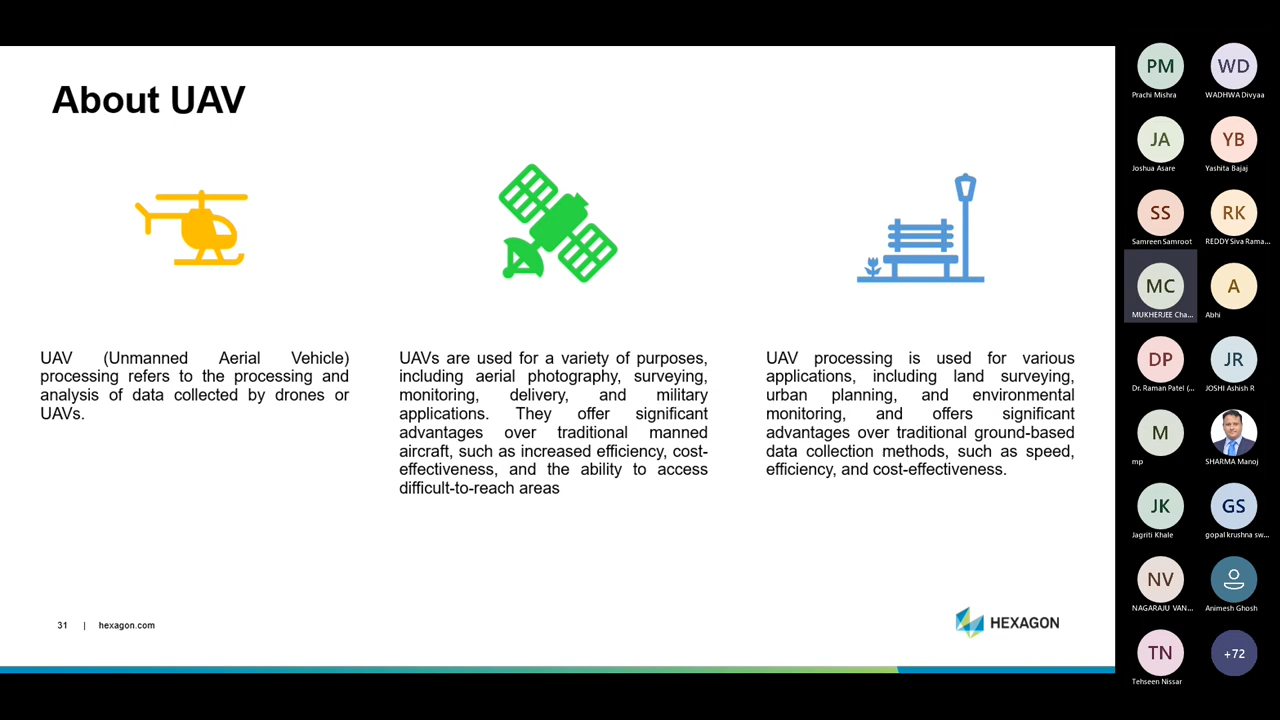 About UAV
UAV (Unmanned Aerial Vehicle)
processing refers to the processing and
analysis of data collected by drones or
UAVs.
UAVs are used for a variety of purposes,
including aerial photography, surveying,
monitoring, delivery, and military
applications. They offer significant
advantages over traditional manned
aircraft, such as increased efficiency, cost-
effectiveness, and the ability to access
difficult-to-reach areas
UAV processing is used for various
applications, including land surveying,
urban planning, and environmental
monitoring, and offers significant
advantages over traditional ground-based
data collection methods, such as speed,
efficiency, and cost-effectiveness.
31 | hexagon.com
HEXAGON
PM
Prachi Mishra
WD
WADHWA Divyaa
JA
Joshua Asare
YB
Yashita Bajaj
SS
Samreen Samroot
RK
REDDY Siva Rama...
MC
MUKHERJEE Cha...
A
Abhi
DP
Dr. Raman Patel (...
JR
JOSHI Ashish R
M
mp
SHARMA Manoj
JK
Jagriti Khale
GS
gopal krushna sw...
NV
NAGARAJU VAN...
Animesh Ghosh
TN
Tehseen Nissar
+72